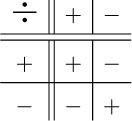 ÷ + −
+ + −
− − +